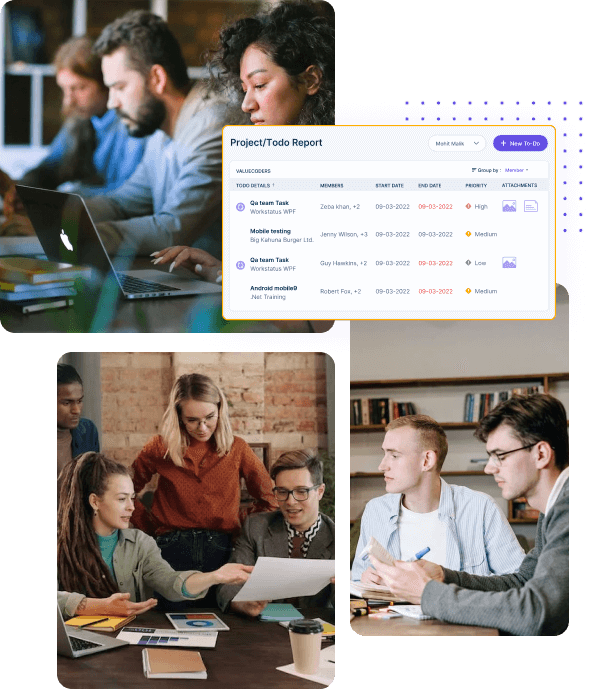 Project/Todo Report
Mohit Malik
+ New To-Do
VALUECODERS
Group by : Member
TODO DETAILS ↑ MEMBERS START DATE END DATE PRIORITY ATTACHMENTS
Qa team Task
Workstatus WPF
Zeba khan, +2 09-03-2022 09-03-2022 High
Mobile testing
Big Kahuna Burger Ltd.
Jenny Wilson, +3 09-03-2022 09-03-2022 Medium
Qa team Task
Workstatus WPF
Guy Hawkins, +2 09-03-2022 09-03-2022 Low
Android mobile9
.Net Training
Robert Fox, +2 09-03-2022 09-03-2022 Medium